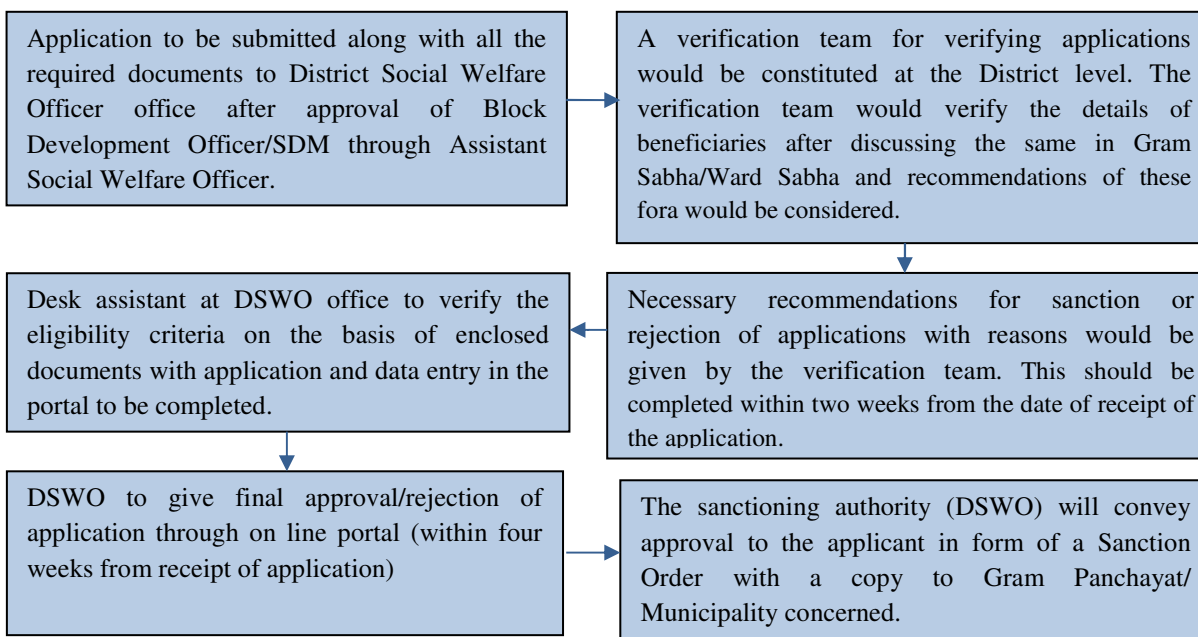 Application to be submitted along with all the
required documents to District Social Welfare
Officer office after approval of Block
Development Officer/SDM through Assistant
Social Welfare Officer.
A verification team for verifying applications
would be constituted at the District level. The
verification team would verify the details of
beneficiaries after discussing the same in Gram
Sabha/Ward Sabha and recommendations of these
fora would be considered.
Necessary recommendations for sanction or
rejection of applications with reasons would be
given by the verification team. This should be
completed within two weeks from the date of receipt of
the application.
Desk assistant at DSWO office to verify the
eligibility criteria on the basis of enclosed
documents with application and data entry in the
portal to be completed.
DSWO to give final approval/rejection of
application through on line portal (within four
weeks from receipt of application)
The sanctioning authority (DSWO) will convey
approval to the applicant in form of a Sanction
Order with a copy to Gram Panchayat/
Municipality concerned.